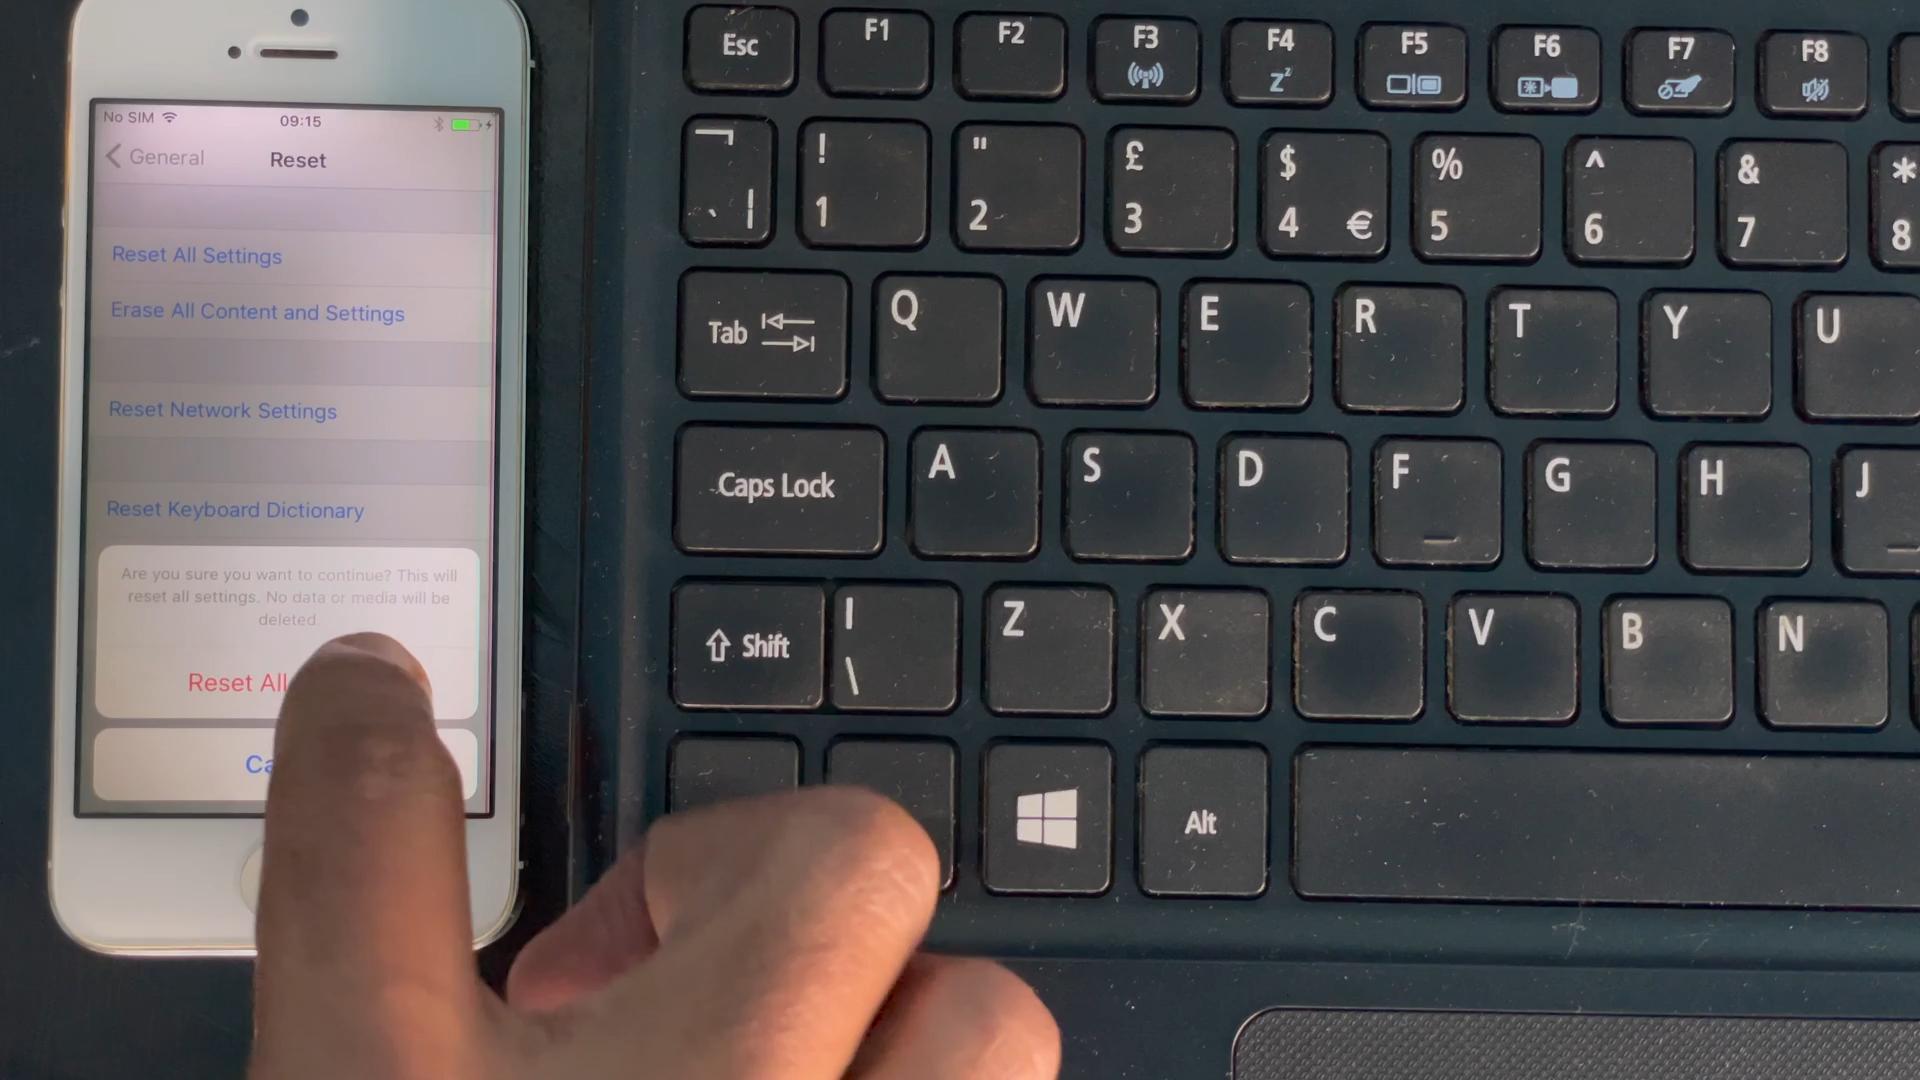 No SIM 09:15
General Reset
Reset All Settings
Erase All Content and Settings
Reset Network Settings
Reset Keyboard Dictionary
Are you sure you want to continue? This will
reset all settings. No data or media will be
deleted.
Reset All
Esc F1 F2 F3 F4 F5 F6 F7 F8
Zz
¬ ! " £ $ % ^ & *
` ¦ 1 2 3 4 € 5 6 7 8
Tab Q W E R T Y U
Caps Lock A S D F G H J
Shift | \ Z X C V B N
Alt